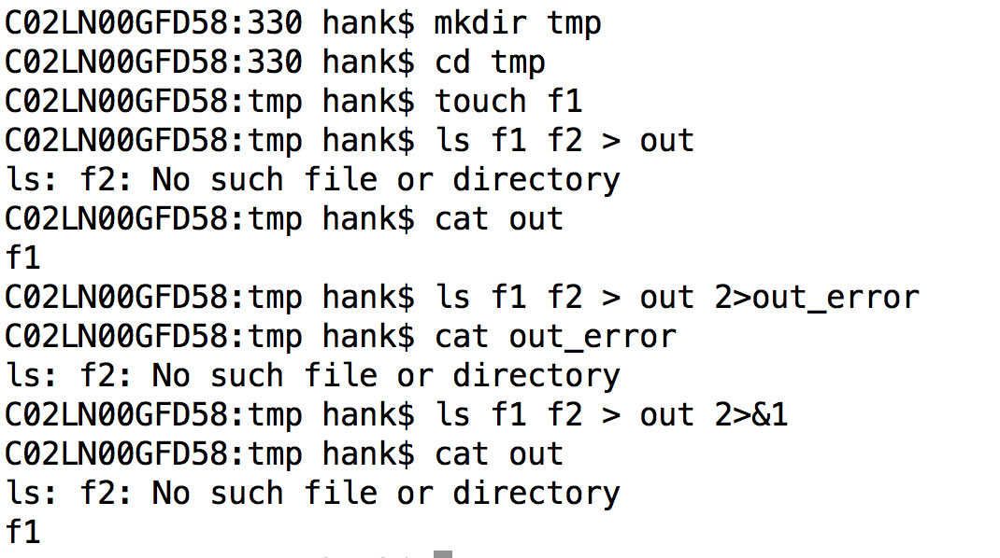 C02LN00GFD58:330 hank$ mkdir tmp
C02LN00GFD58:330 hank$ cd tmp
C02LN00GFD58:tmp hank$ touch f1
C02LN00GFD58:tmp hank$ ls f1 f2 > out
ls: f2: No such file or directory
C02LN00GFD58:tmp hank$ cat out
f1
C02LN00GFD58:tmp hank$ ls f1 f2 > out 2>out_error
C02LN00GFD58:tmp hank$ cat out_error
ls: f2: No such file or directory
C02LN00GFD58:tmp hank$ ls f1 f2 > out 2>&1
C02LN00GFD58:tmp hank$ cat out
ls: f2: No such file or directory
f1